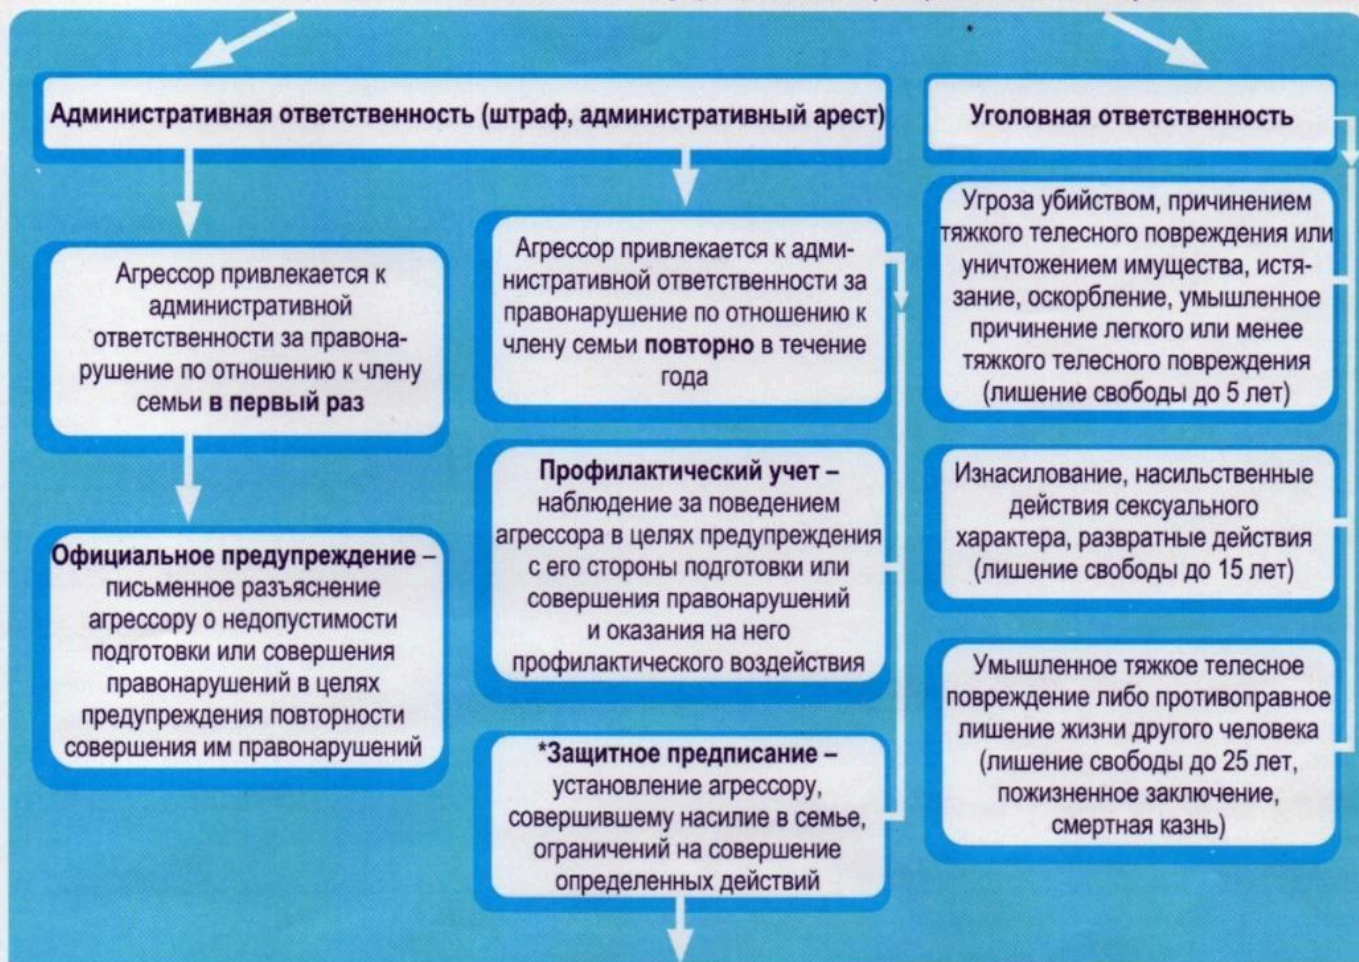 Административная ответственность (штраф, административный арест)
Агрессор привлекается к
административной
ответственности за правона-
рушение по отношению к члену
семьи в первый раз
Официальное предупреждение –
письменное разъяснение
агрессору о недопустимости
подготовки или совершения
правонарушений в целях
предупреждения повторности
совершения им правонарушений
Агрессор привлекается к адми-
нистративной ответственности за
правонарушение по отношению к
члену семьи повторно в течение
года
Профилактический учет –
наблюдение за поведением
агрессора в целях предупреждения
с его стороны подготовки или
совершения правонарушений
и оказания на него
профилактического воздействия
*Защитное предписание –
установление агрессору,
совершившему насилие в семье,
ограничений на совершение
определенных действий
Уголовная ответственность
Угроза убийством, причинением
тяжкого телесного повреждения или
уничтожением имущества, истя-
зание, оскорбление, умышленное
причинение легкого или менее
тяжкого телесного повреждения
(лишение свободы до 5 лет)
Изнасилование, насильственные
действия сексуального
характера, развратные действия
(лишение свободы до 15 лет)
Умышленное тяжкое телесное
повреждение либо противоправное
лишение жизни другого человека
(лишение свободы до 25 лет,
пожизненное заключение,
смертная казнь)